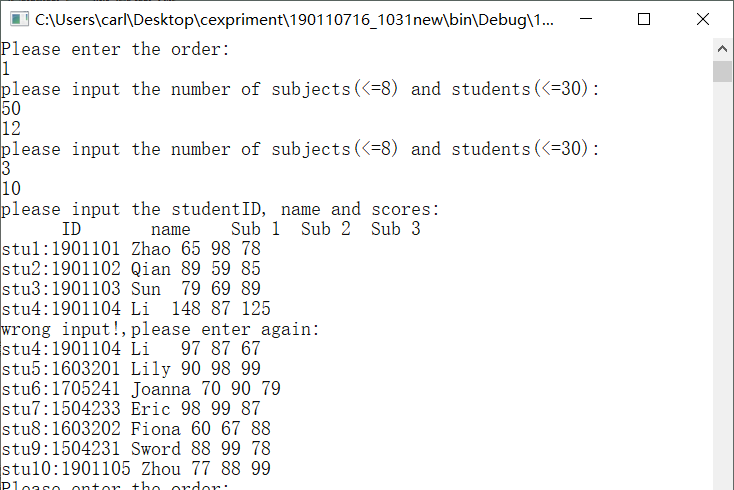 C:\Users\carl\Desktop\cexpriment\190110716_1031new\bin\Debug\1...
Please enter the order:
1
please input the number of subjects(<=8) and students(<=30):
50
12
please input the number of subjects(<=8) and students(<=30):
3
10
please input the studentID, name and scores:
ID name Sub 1 Sub 2 Sub 3
stu1:1901101 Zhao 65 98 78
stu2:1901102 Qian 89 59 85
stu3:1901103 Sun 79 69 89
stu4:1901104 Li 148 87 125
wrong input!,please enter again:
stu4:1901104 Li 97 87 67
stu5:1603201 Lily 90 98 99
stu6:1705241 Joanna 70 90 79
stu7:1504233 Eric 98 99 87
stu8:1603202 Fiona 60 67 88
stu9:1504231 Sword 88 99 78
stu10:1901105 Zhou 77 88 99
Please enter the order: